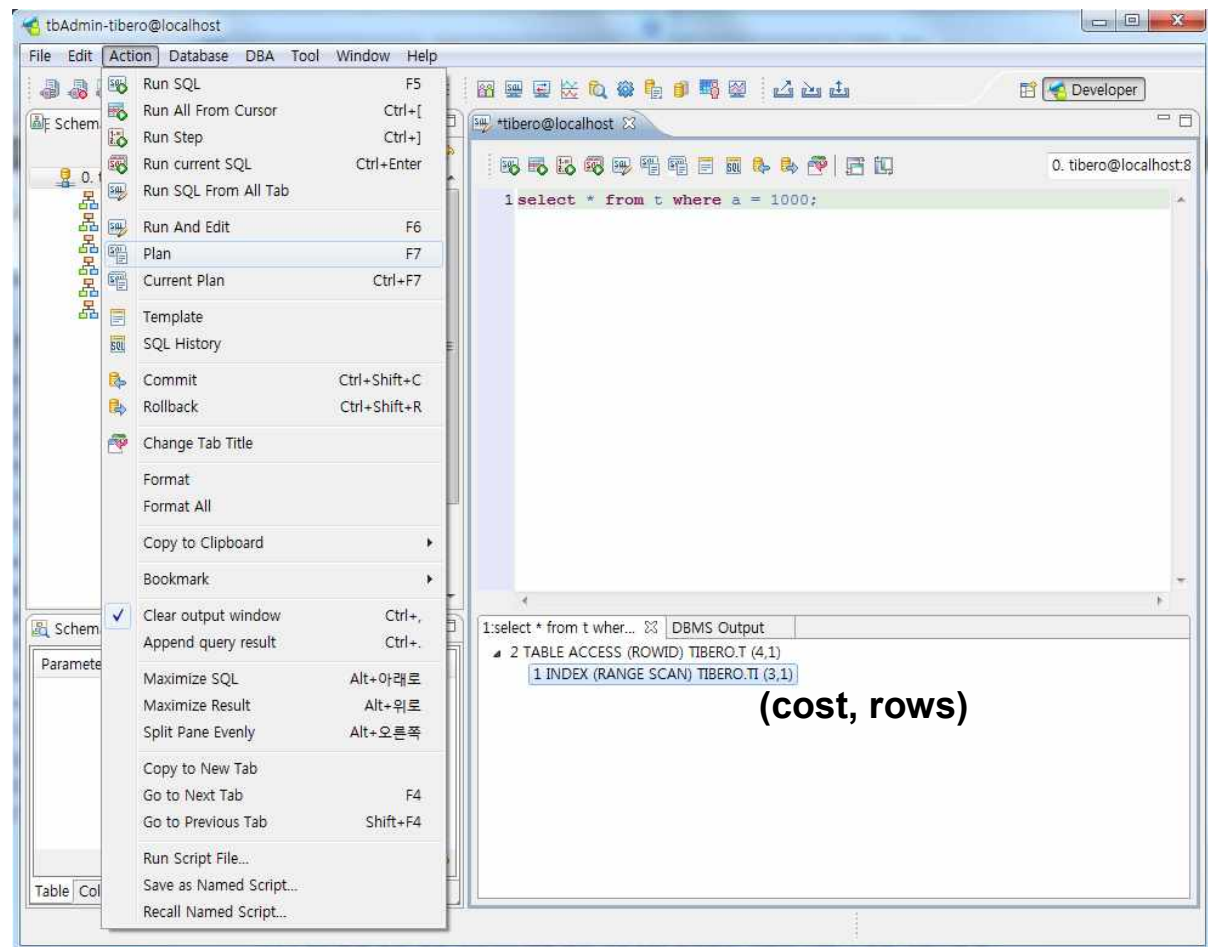 tbAdmin-tibero@localhost
File Edit Action Database DBA Tool Window Help
Run SQL F5
Run All From Cursor Ctrl+[
Run Step Ctrl+]
Run current SQL Ctrl+Enter
Run SQL From All Tab
Run And Edit F6
Plan F7
Current Plan Ctrl+F7
Template
SQL History
Commit Ctrl+Shift+C
Rollback Ctrl+Shift+R
Change Tab Title
Format
Format All
Copy to Clipboard
Bookmark
Clear output window Ctrl+,
Append query result Ctrl+.
Maximize SQL Alt+아래로
Maximize Result Alt+위로
Split Pane Evenly Alt+오른쪽
Copy to New Tab
Go to Next Tab F4
Go to Previous Tab Shift+F4
Run Script File...
Save as Named Script...
Recall Named Script...
Schem
0. t
Schem
Paramete
Table Col
Developer
*tibero@localhost
0. tibero@localhost:8
1 select * from t where a = 1000;
1:select * from t wher... DBMS Output
2 TABLE ACCESS (ROWID) TIBERO.T (4,1)
1 INDEX (RANGE SCAN) TIBERO.TI (3,1)
(cost, rows)